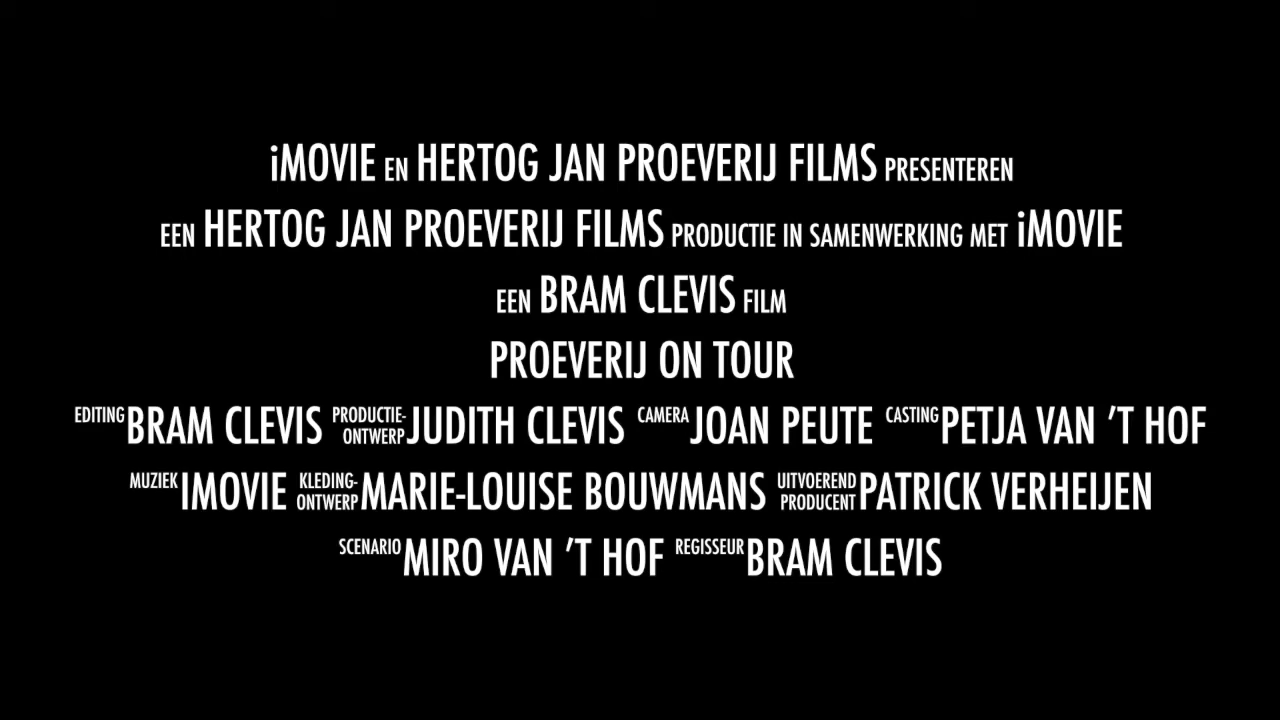 iMOVIE EN HERTOG JAN PROEVERIJ FILMS PRESENTEREN
EEN HERTOG JAN PROEVERIJ FILMS PRODUCTIE IN SAMENWERKING MET iMOVIE
EEN BRAM CLEVIS FILM
PROEVERIJ ON TOUR
EDITING BRAM CLEVIS PRODUCTIE-ONTWERP JUDITH CLEVIS CAMERA JOAN PEUTE CASTING PETJA VAN ’T HOF
MUZIEK IMOVIE KLEDING-ONTWERP MARIE-LOUISE BOUWMANS UITVOEREND PRODUCENT PATRICK VERHEIJEN
SCENARIO MIRO VAN ’T HOF REGISSEUR BRAM CLEVIS